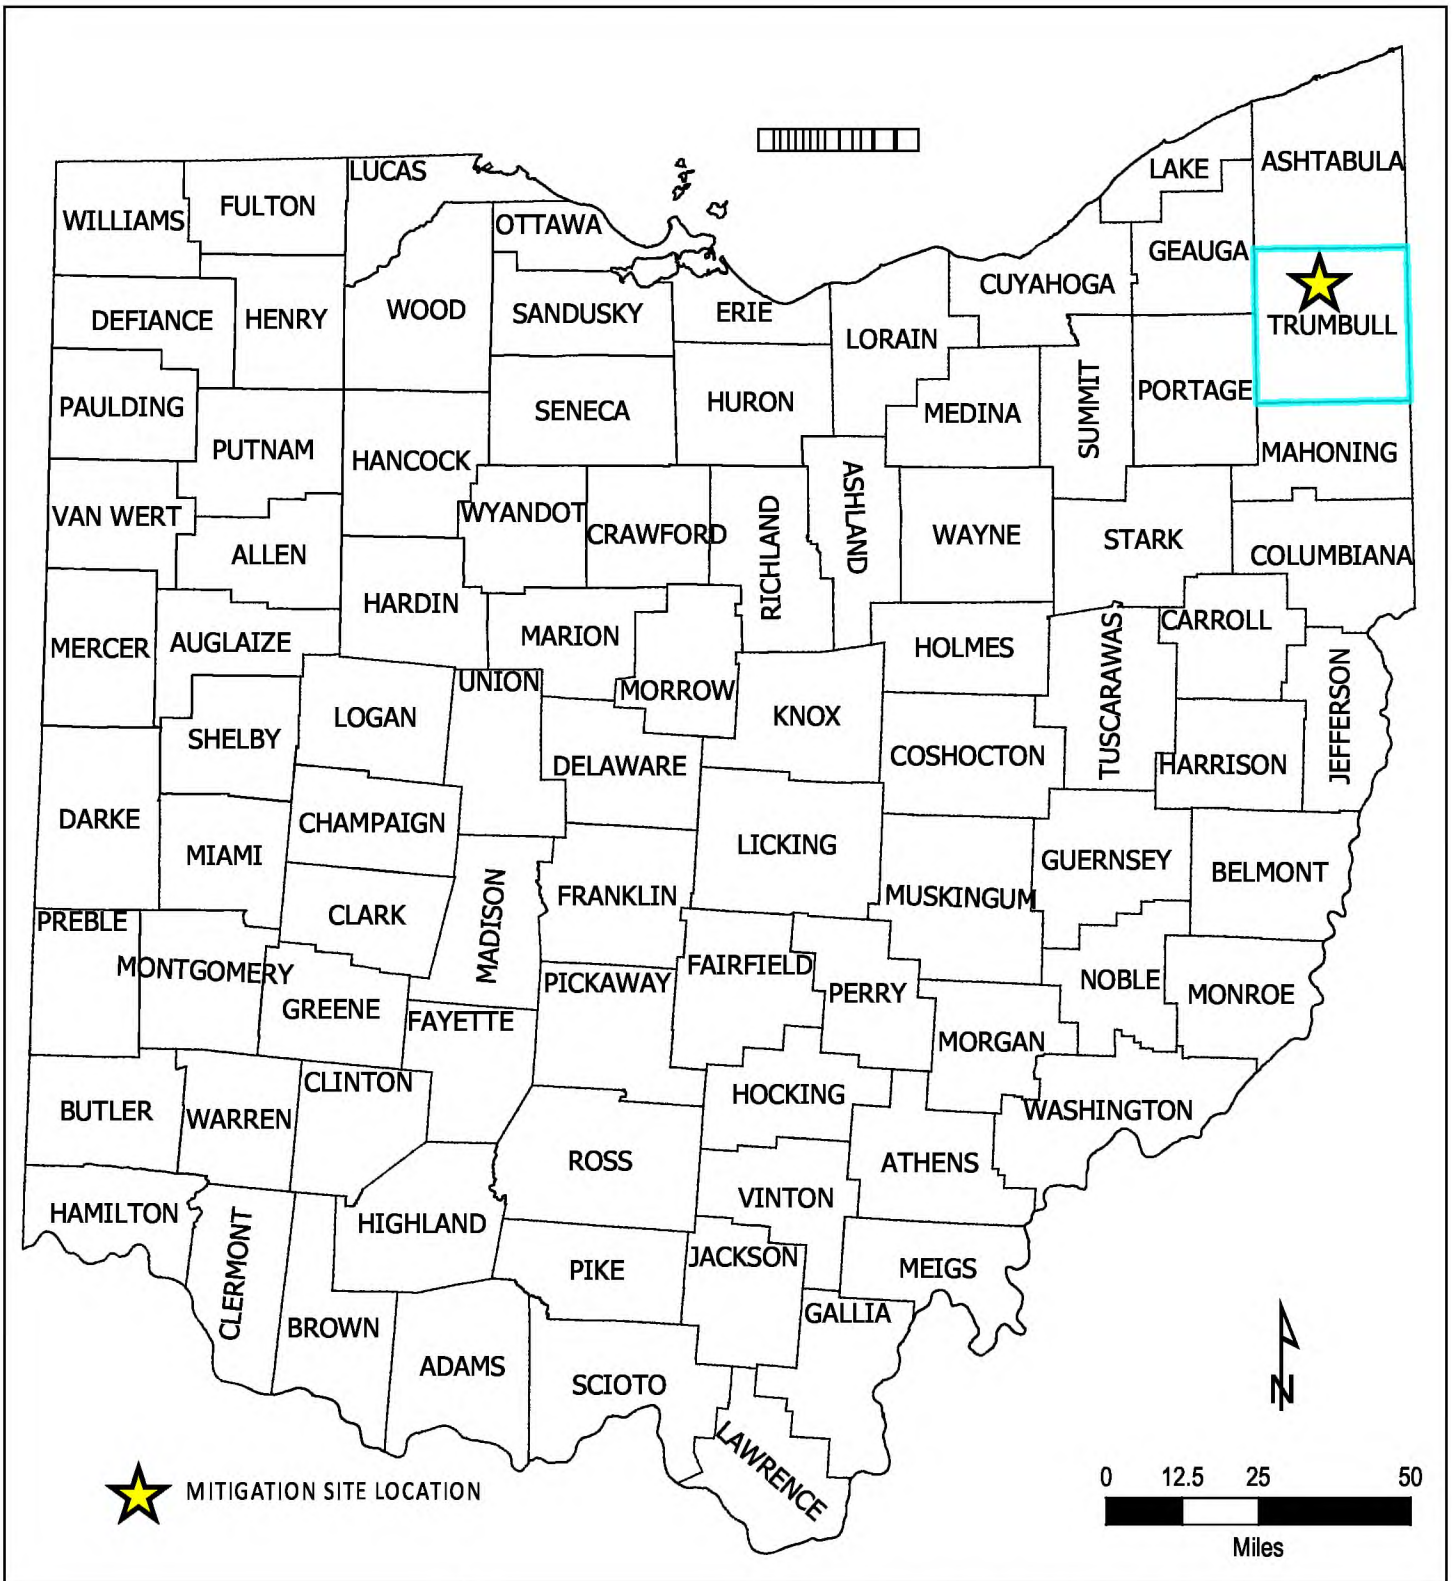 LUCAS
ASHTABULA
LAKE
FULTON
WILLIAMS
OTTAWA
GEAUGA
CUYAHOGA
WOOD
SANDUSKY
ERIE
DEFIANCE
HENRY
LORAIN
TRUMBULL
PAULDING
SENECA
HURON
MEDINA
SUMMIT
PORTAGE
PUTNAM
HANCOCK
MAHONING
VAN WERT
WYANDOT
CRAWFORD
RICHLAND
ASHLAND
WAYNE
STARK
COLUMBIANA
ALLEN
HARDIN
MERCER
AUGLAIZE
MARION
HOLMES
TUSCARAWAS
CARROLL
JEFFERSON
UNION
MORROW
LOGAN
KNOX
SHELBY
COSHOCTON
DELAWARE
HARRISON
DARKE
CHAMPAIGN
LICKING
MIAMI
GUERNSEY
BELMONT
FRANKLIN
MUSKINGUM
PREBLE
CLARK
MADISON
MONTGOMERY
FAIRFIELD
PICKAWAY
PERRY
NOBLE
MONROE
GREENE
FAYETTE
MORGAN
CLINTON
HOCKING
BUTLER
WARREN
WASHINGTON
ROSS
ATHENS
VINTON
HAMILTON
HIGHLAND
CLERMONT
JACKSON
PIKE
MEIGS
GALLIA
BROWN
ADAMS
SCIOTO
LAWRENCE
N
MITIGATION SITE LOCATION
0 12.5 25 50
Miles